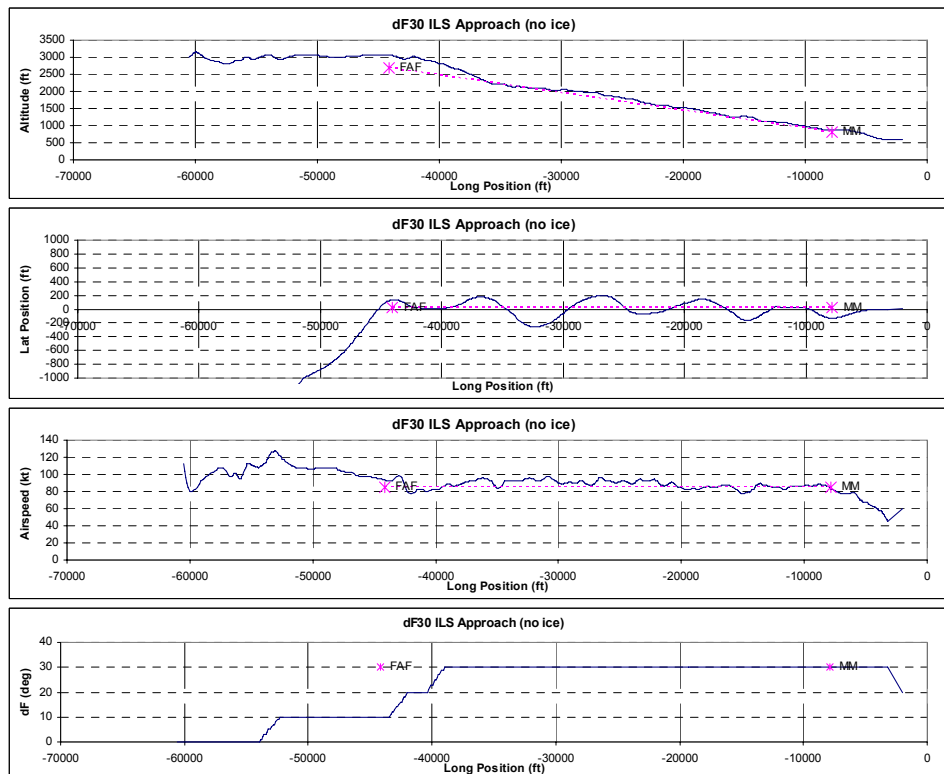 dF30 ILS Approach (no ice)
Altitude (ft)
3500
3000
2500
2000
1500
1000
500
0
FAF
MM
-70000 -60000 -50000 -40000 -30000 -20000 -10000 0
Long Position (ft)
dF30 ILS Approach (no ice)
Lat Position (ft)
1000
800
600
400
200
0
-200
-400
-600
-800
-1000
FAF
MM
-70000 -60000 -50000 -40000 -30000 -20000 -10000 0
Long Position (ft)
dF30 ILS Approach (no ice)
Airspeed (kt)
140
120
100
80
60
40
20
0
FAF
MM
-70000 -60000 -50000 -40000 -30000 -20000 -10000 0
Long Position (ft)
dF30 ILS Approach (no ice)
dF (deg)
40
30
20
10
0
FAF
MM
-70000 -60000 -50000 -40000 -30000 -20000 -10000 0
Long Position (ft)